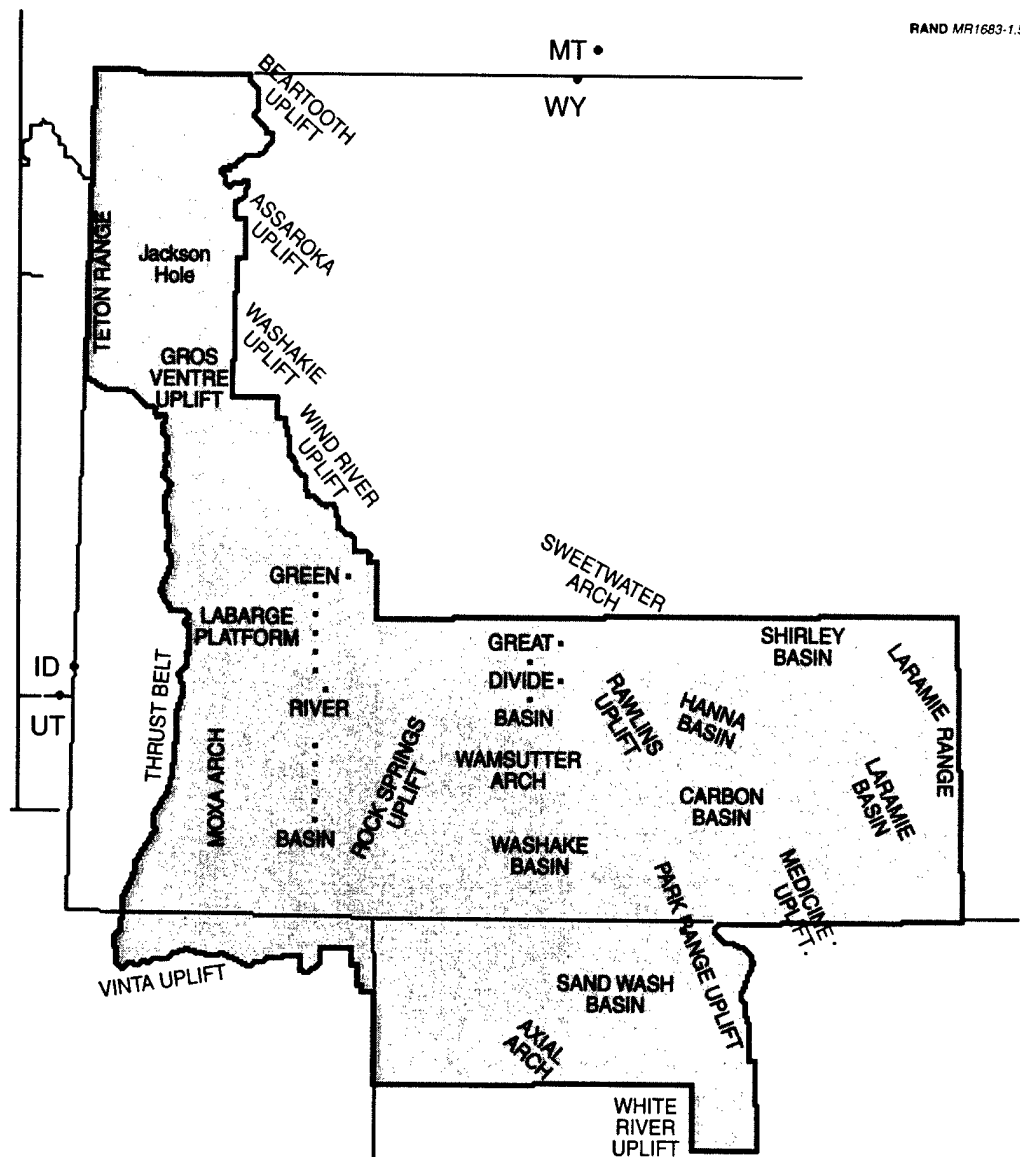 RAND MR1683-1.5
MT
WY
BEARTOOTH
UPLIFT
ASSAROKA
UPLIFT
TETON RANGE
Jackson
Hole
WASHAKIE
UPLIFT
GROS
VENTRE
UPLIFT
WIND RIVER
UPLIFT
SWEETWATER
ARCH
GREEN
LABARGE
PLATFORM
SHIRLEY
BASIN
GREAT
ID
UT
THRUST BELT
DIVIDE
RAWLINS
UPLIFT
HANNA
BASIN
LARAMIE RANGE
RIVER
BASIN
MOXA ARCH
ROCK SPRINGS
UPLIFT
WAMSUTTER
ARCH
CARBON
BASIN
LARAMIE
BASIN
BASIN
WASHAKE
BASIN
PARK RANGE UPLIFT
MEDICINE
UPLIFT
VINTA UPLIFT
SAND WASH
BASIN
AXIAL
ARCH
WHITE
RIVER
UPLIFT